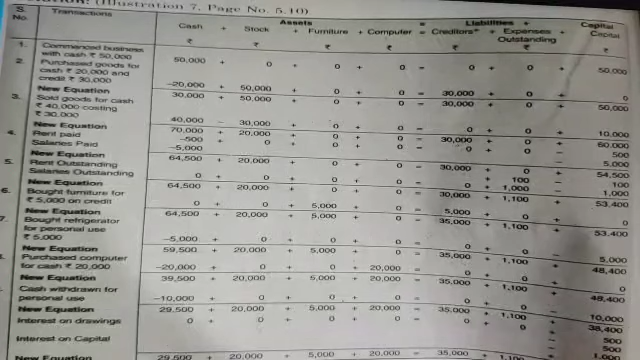 (Illustration 7, Page No. 5.10)
S. No. Transactions Assets = Liabilities + Capital
Cash + Stock + Furniture + Computer = Creditors + Expenses Outstanding + Capital
₹ ₹ ₹ ₹ ₹ ₹ ₹
1. Commenced business
with cash ₹ 50,000 50,000 + 0 + 0 + 0 = 0 + 0 + 50,000
2. Purchased goods for
cash ₹ 20,000 and
credit ₹ 30,000 –20,000 + 50,000 + 0 + 0 = 30,000 + 0 + 0
New Equation 30,000 + 50,000 + 0 + 0 = 30,000 + 0 + 50,000
3. Sold goods for cash
₹ 40,000 costing
₹ 30,000 40,000 – 30,000 + 0 + 0 = 0 + 0 + 10,000
New Equation 70,000 + 20,000 + 0 + 0 = 30,000 + 0 + 60,000
4. Rent paid –500 + 0 + 0 + 0 = 0 + 0 – 500
Salaries Paid –5,000 – 5,000
New Equation 64,500 + 20,000 + 0 + 0 = 30,000 + 0 + 54,500
5. Rent Outstanding 0 + 0 + 0 + 0 = 0 + 100 – 100
Salaries Outstanding + 1,000 – 1,000
New Equation 64,500 + 20,000 + 0 + 0 = 30,000 + 1,100 + 53,400
6. Bought furniture for
₹ 5,000 on credit 0 + 0 + 5,000 + 0 = 5,000 + 0 + 0
New Equation 64,500 + 20,000 + 5,000 + 0 = 35,000 + 1,100 + 53,400
7. Bought refrigerator
for personal use
₹ 5,000 –5,000 + 0 + 0 + 0 = 0 + 0 – 5,000
New Equation 59,500 + 20,000 + 5,000 + 0 = 35,000 + 1,100 + 48,400
Purchased computer
for cash ₹ 20,000 –20,000 + 0 + 0 + 20,000 = 0 + 0 + 0
New Equation 39,500 + 20,000 + 5,000 + 20,000 = 35,000 + 1,100 + 48,400
Cash withdrawn for
personal use –10,000 + 0 + 0 + 0 = 0 + 0 – 10,000
New Equation 29,500 + 20,000 + 5,000 + 20,000 = 35,000 + 1,100 + 38,400
Interest on drawings 0 + 0 + 0 + 0 = 0 + 0 – 500
Interest on Capital
New Equation 29,500 + 20,000 + 5,000 + 20,000 = 35,000 + 1,100